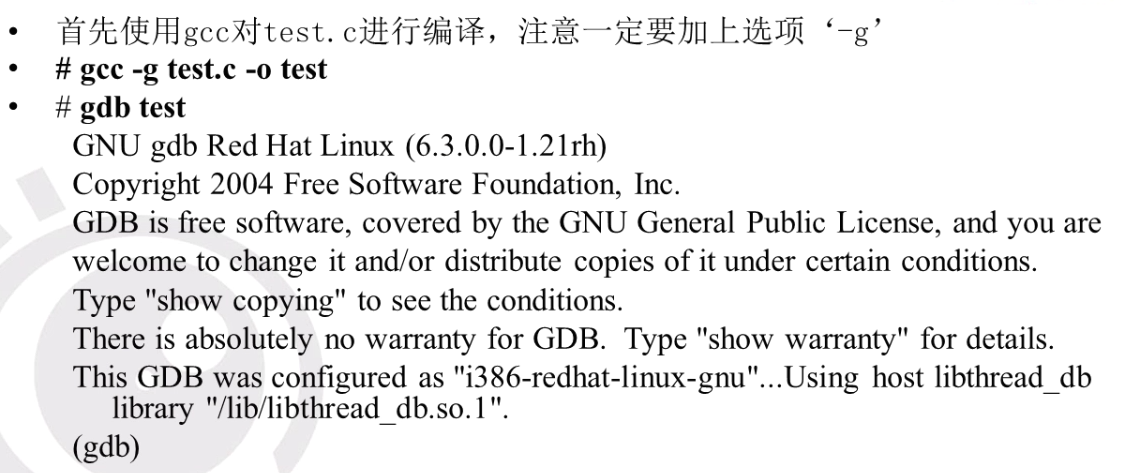 • 首先使用gcc对test.c进行编译，注意一定要加上选项‘-g’
• # gcc -g test.c -o test
• # gdb test
GNU gdb Red Hat Linux (6.3.0.0-1.21rh)
Copyright 2004 Free Software Foundation, Inc.
GDB is free software, covered by the GNU General Public License, and you are
welcome to change it and/or distribute copies of it under certain conditions.
Type "show copying" to see the conditions.
There is absolutely no warranty for GDB.  Type "show warranty" for details.
This GDB was configured as "i386-redhat-linux-gnu"...Using host libthread_db
library "/lib/libthread_db.so.1".
(gdb)